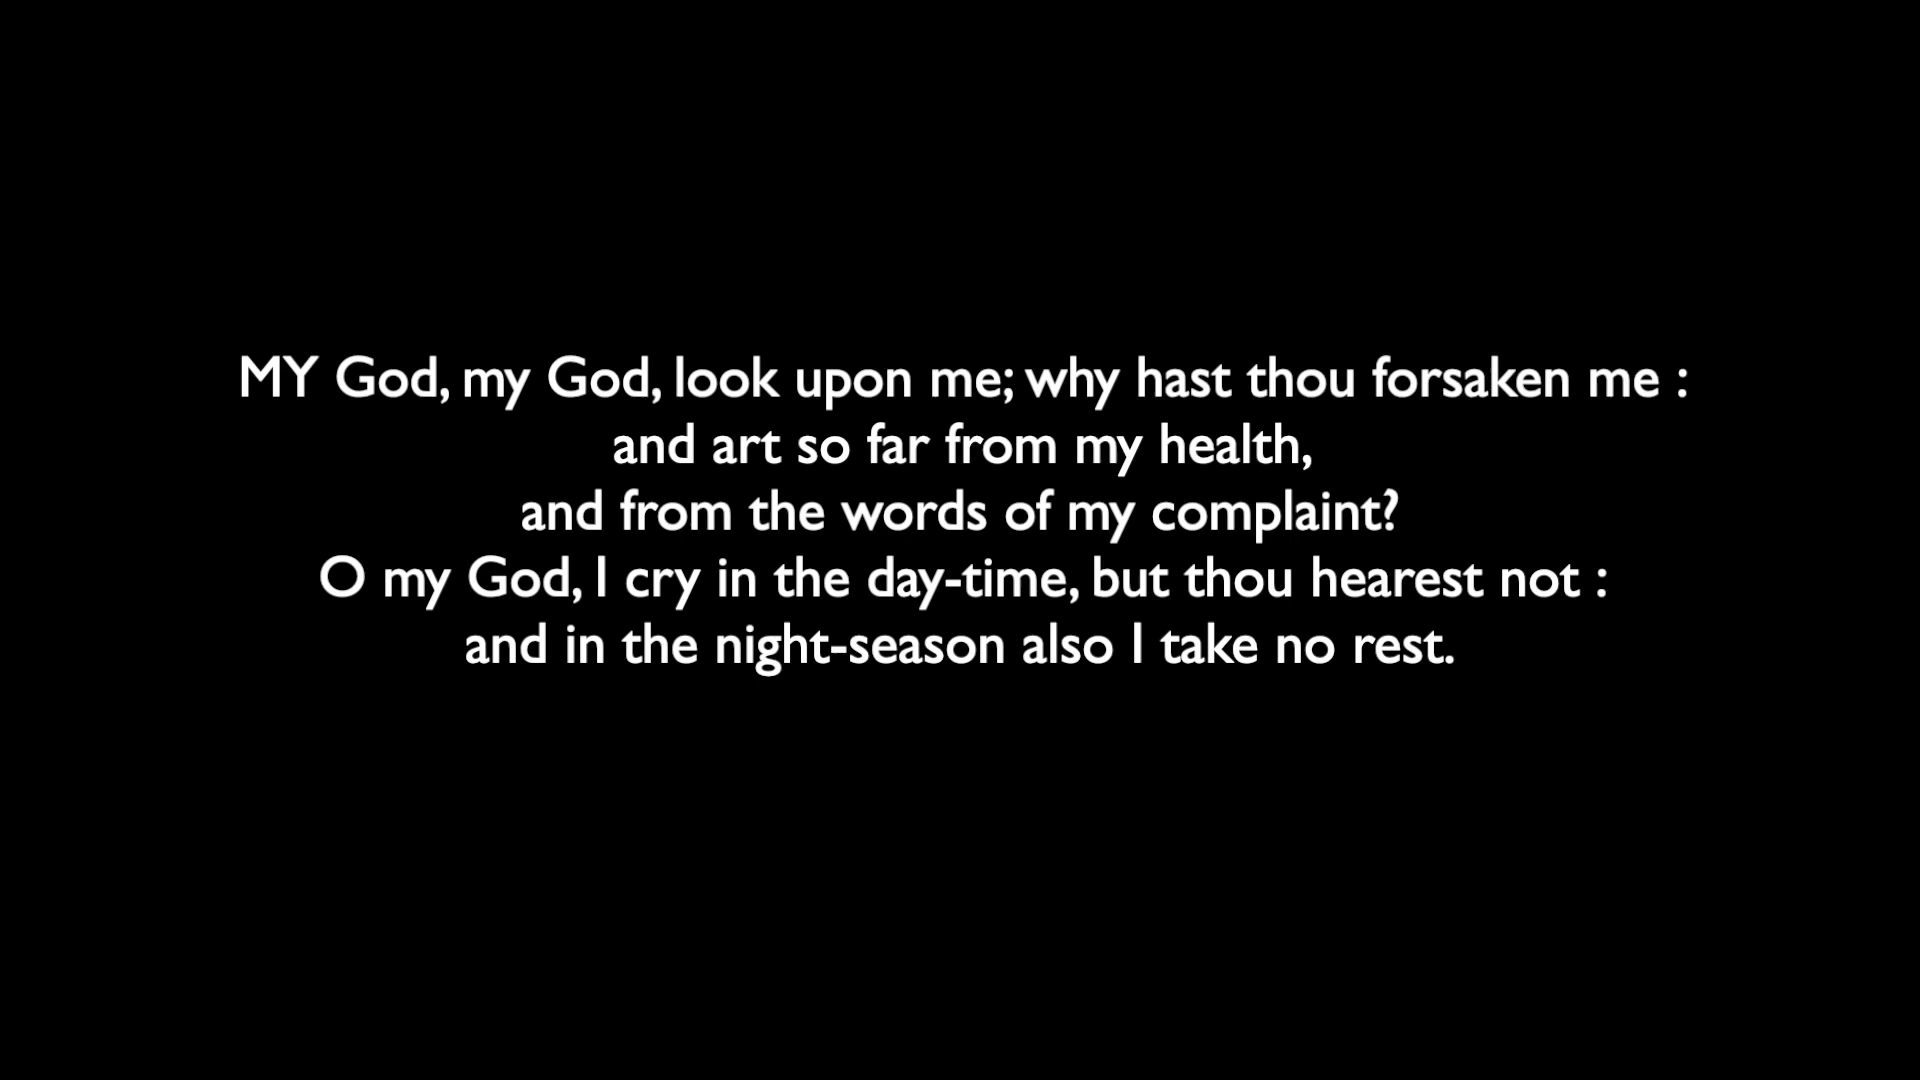 MY God, my God, look upon me; why hast thou forsaken me :
and art so far from my health,
and from the words of my complaint?
O my God, I cry in the day-time, but thou hearest not :
and in the night-season also I take no rest.